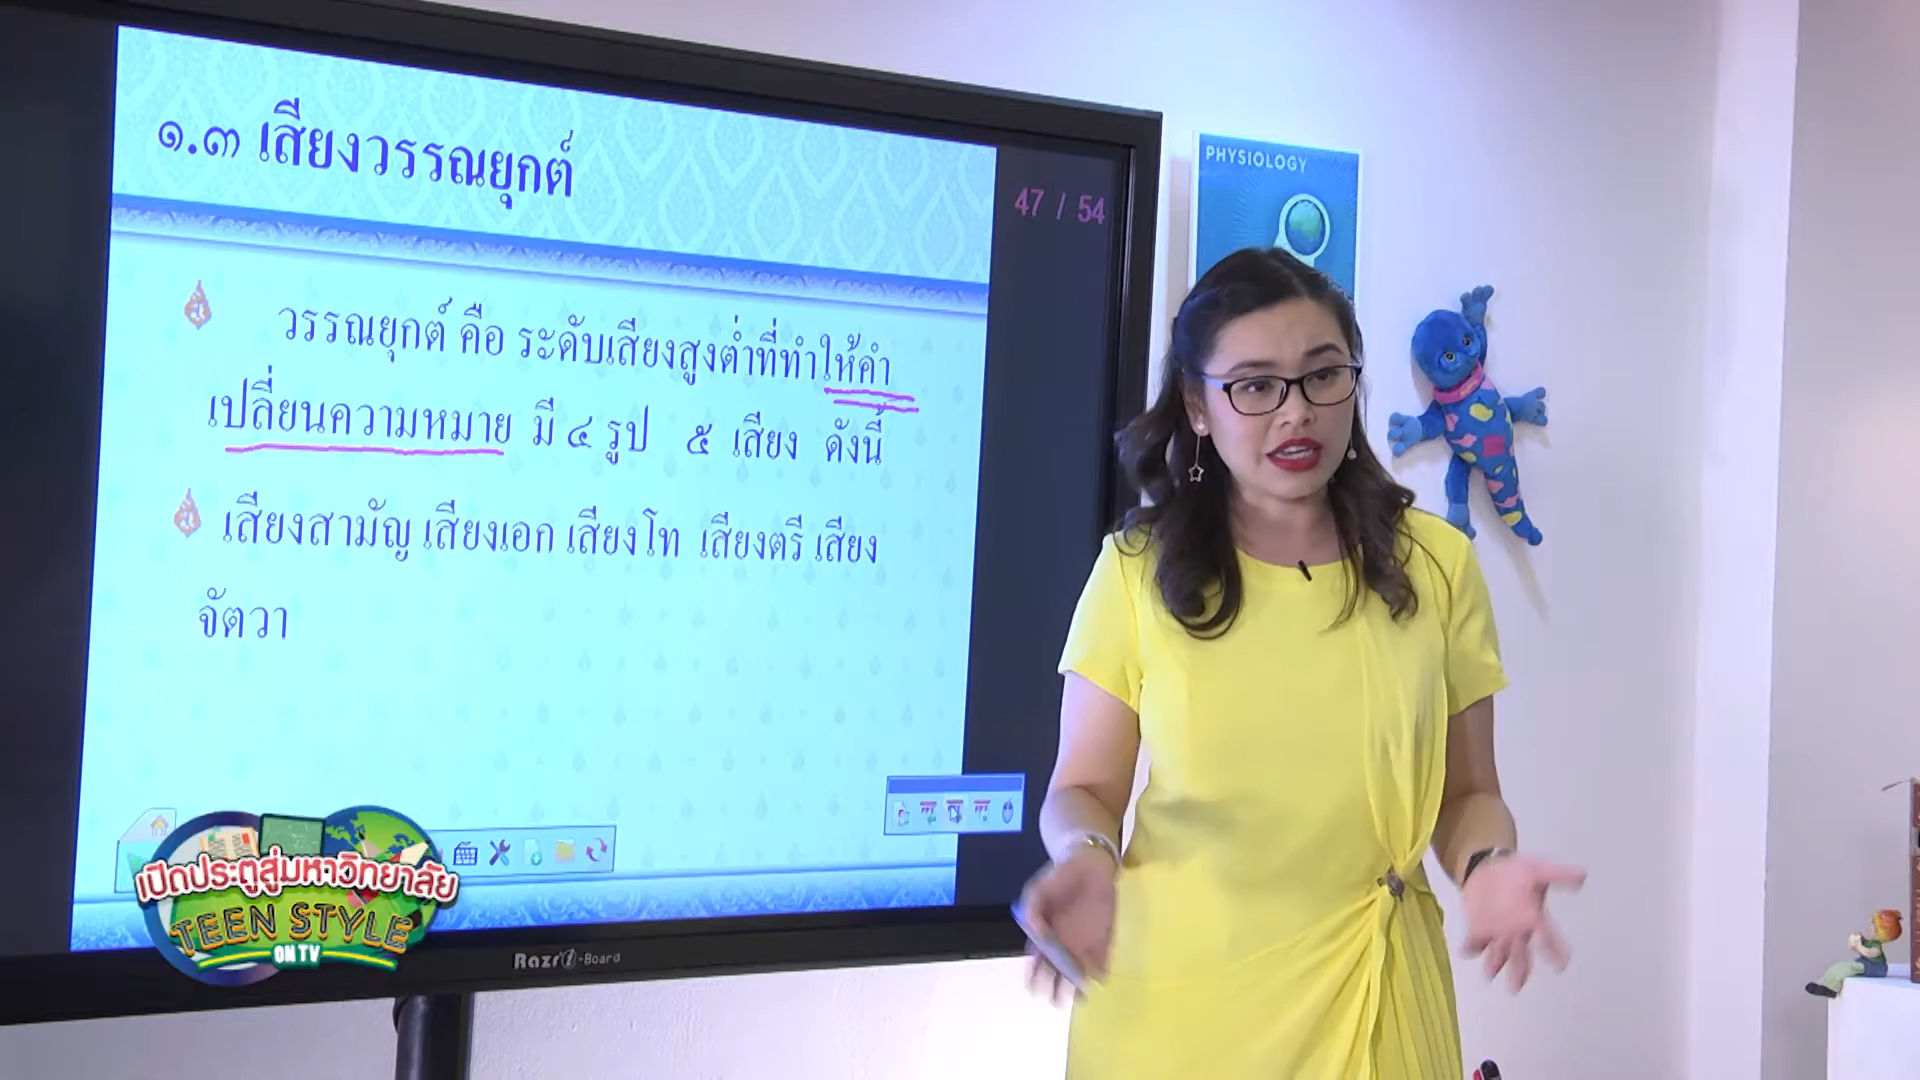 ๑.๓ เสียงวรรณยุกต์
47 / 54
วรรณยุกต์ คือ ระดับเสียงสูงต่ำที่ทำให้คำ
เปลี่ยนความหมาย มี ๔ รูป ๕ เสียง ดังนี้
เสียงสามัญ เสียงเอก เสียงโท เสียงตรี เสียง
จัตวา
PHYSIOLOGY
เปิดประตูสู่มหาวิทยาลัย
TEEN STYLE
ON TV
Razri-Board